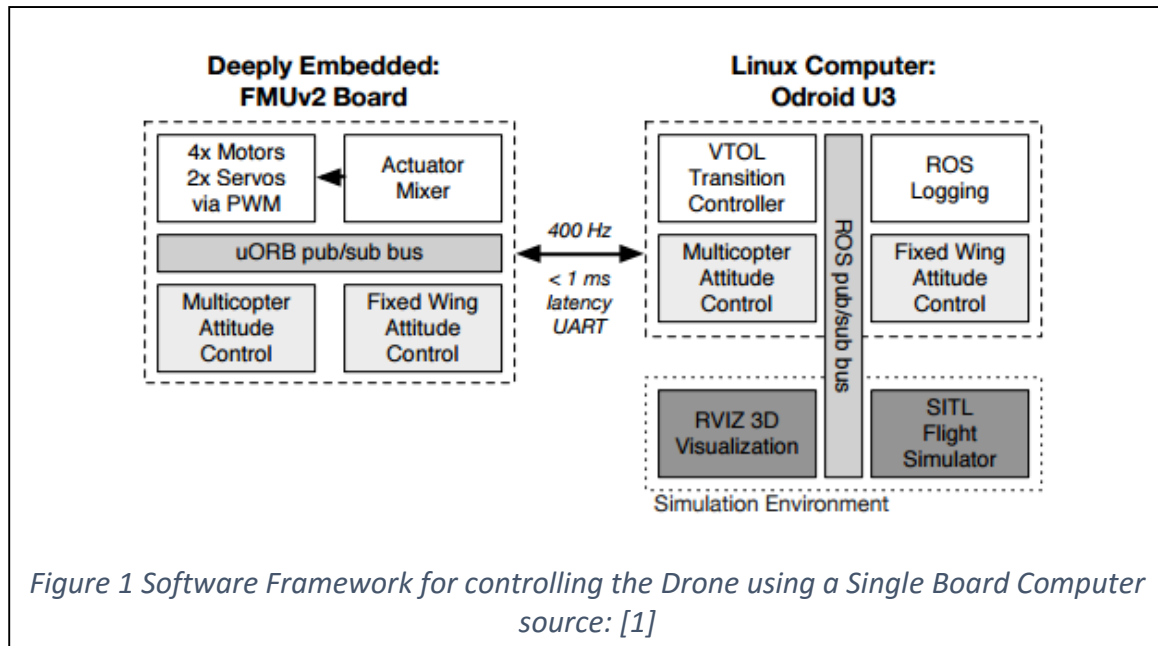 Deeply Embedded:
FMUv2 Board
4x Motors
2x Servos
via PWM
Actuator
Mixer
uORB pub/sub bus
Multicopter
Attitude
Control
Fixed Wing
Attitude
Control
400 Hz
< 1 ms
latency
UART
Linux Computer:
Odroid U3
VTOL
Transition
Controller
ROS
Logging
Multicopter
Attitude
Control
Fixed Wing
Attitude
Control
ROS pub/sub bus
RVIZ 3D
Visualization
SITL
Flight
Simulator
Simulation Environment
Figure 1 Software Framework for controlling the Drone using a Single Board Computer
source: [1]